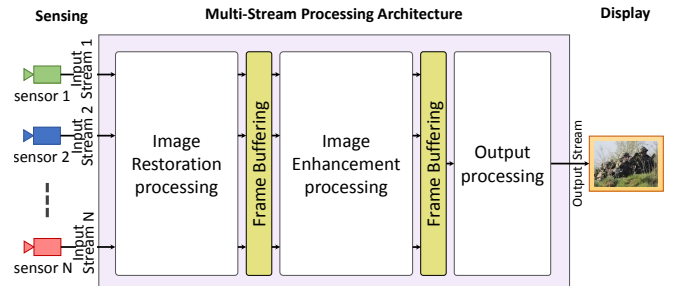 Sensing
Multi-Stream Processing Architecture
Display
Input
Stream 1
sensor 1
Input
Stream 2
sensor 2
Input
Stream N
sensor N
Image
Restoration
processing
Frame Buffering
Image
Enhancement
processing
Frame Buffering
Output
processing
Output Stream